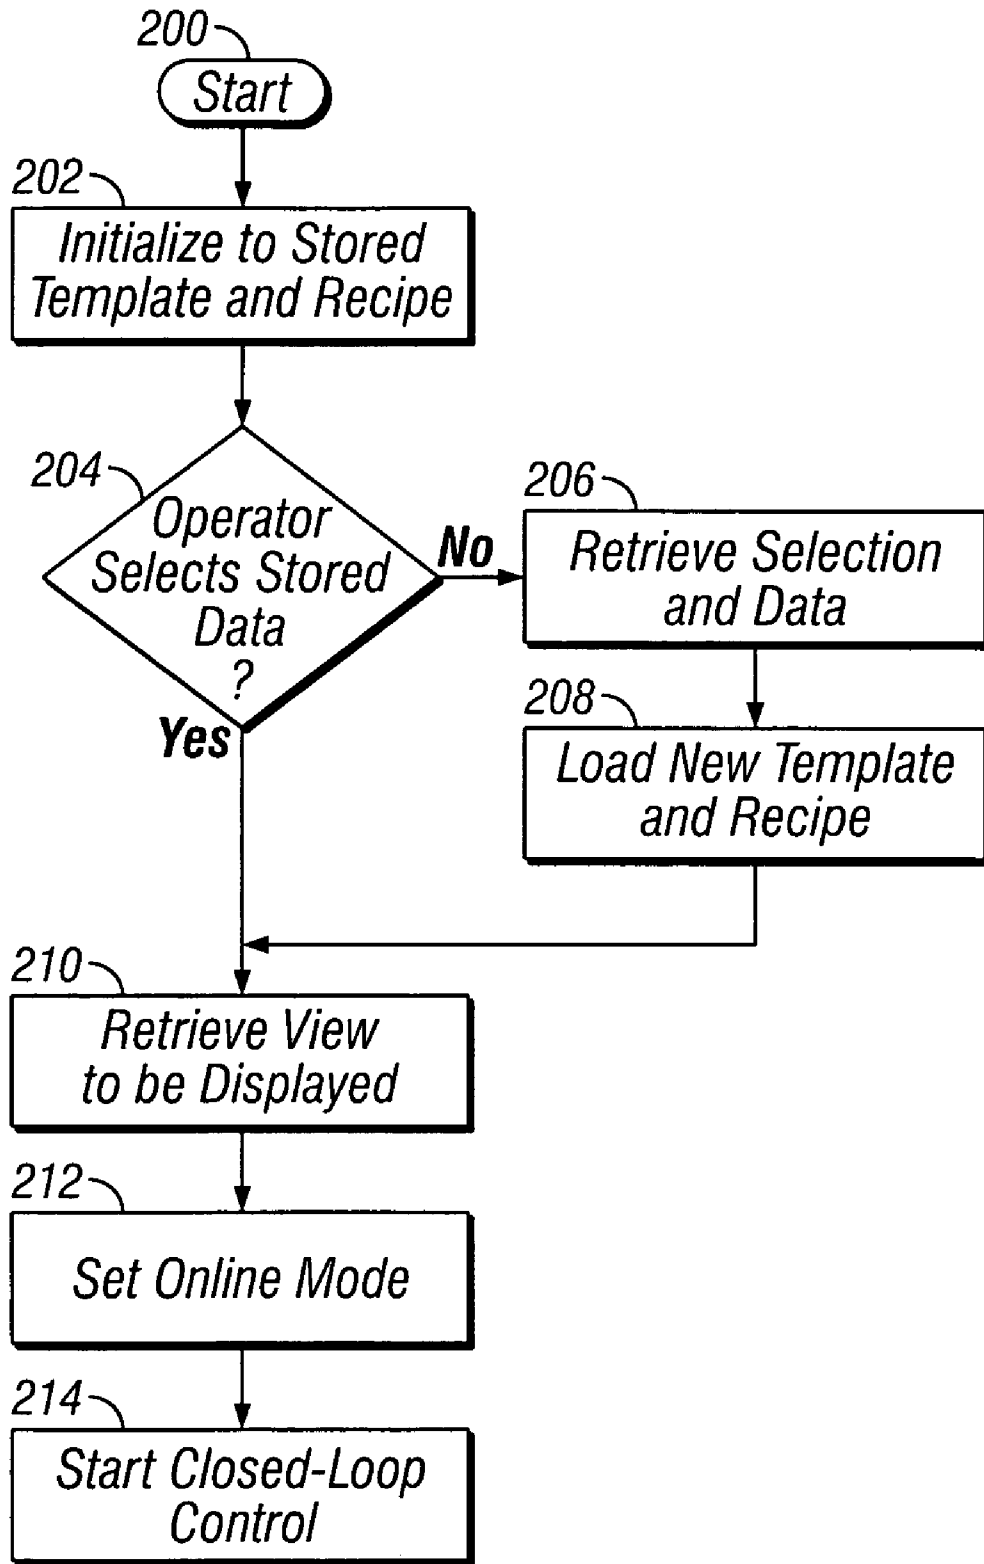 200
Start
202
Initialize to Stored
Template and Recipe
204
Operator
Selects Stored
Data
?
No
Yes
206
Retrieve Selection
and Data
208
Load New Template
and Recipe
210
Retrieve View
to be Displayed
212
Set Online Mode
214
Start Closed-Loop
Control